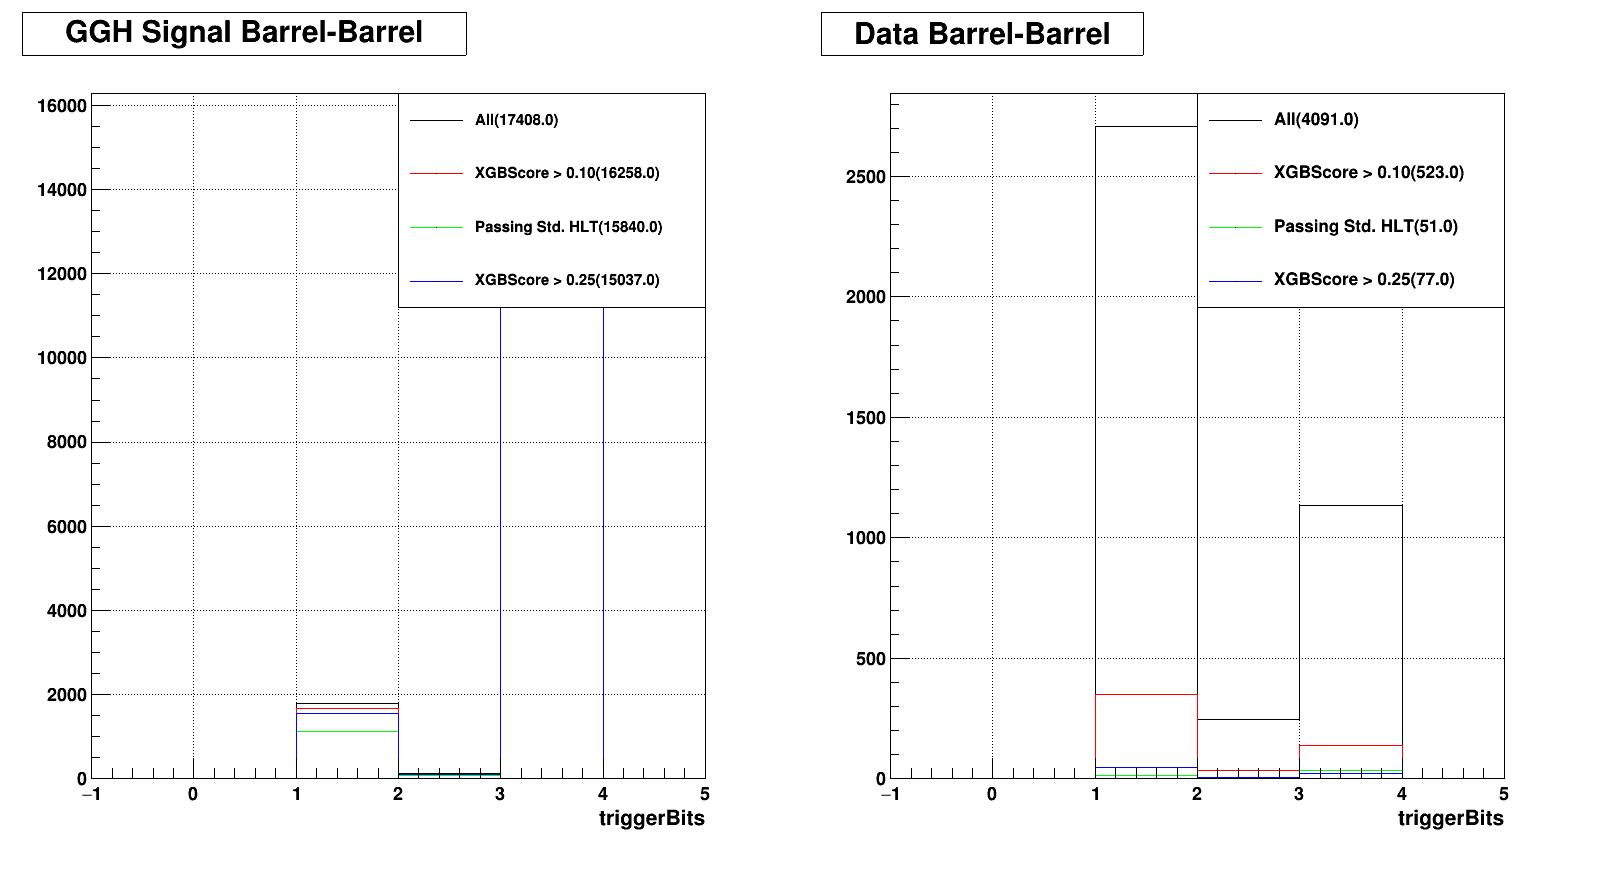 GGH Signal Barrel-Barrel
16000
14000
12000
10000
8000
6000
4000
2000
0
−1 0 1 2 3 4 5
triggerBits
All(17408.0)
XGBScore > 0.10(16258.0)
Passing Std. HLT(15840.0)
XGBScore > 0.25(15037.0)
Data Barrel-Barrel
2500
2000
1500
1000
500
0
−1 0 1 2 3 4 5
triggerBits
All(4091.0)
XGBScore > 0.10(523.0)
Passing Std. HLT(51.0)
XGBScore > 0.25(77.0)